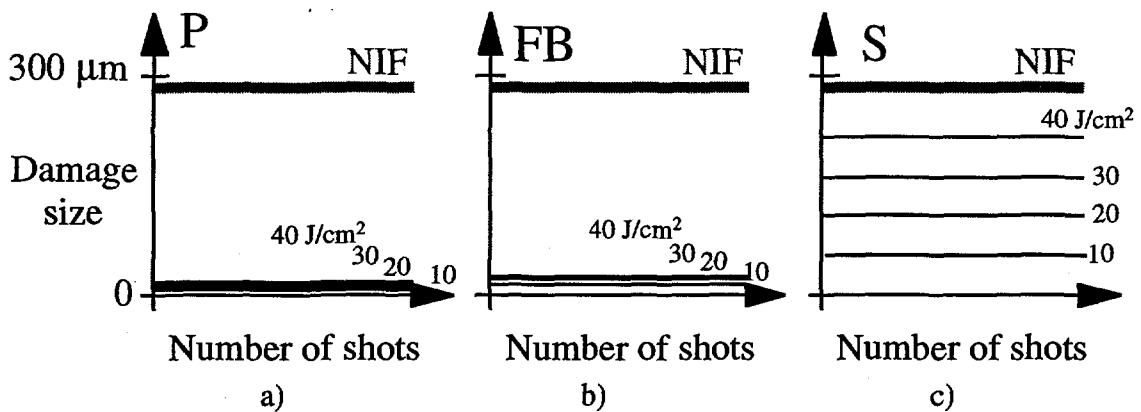 P
300 μm
NIF
Damage
size
40 J/cm²
30
20
10
0
Number of shots
a)
FB
NIF
40 J/cm²
30
20
10
Number of shots
b)
S
NIF
40 J/cm²
30
20
10
Number of shots
c)